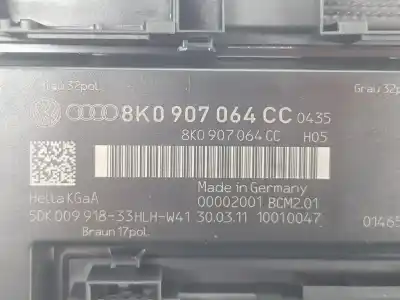 Grau 32pol.
Grau 32pol
8K0 907 064 CC 0435
8K0 907 064 CC H05
Made in Germany
Hella KGaA 00002001 BCM2.01
5DK 009 918-33HLH-W41 30.03.11 10010047
01465
Braun 17pol.